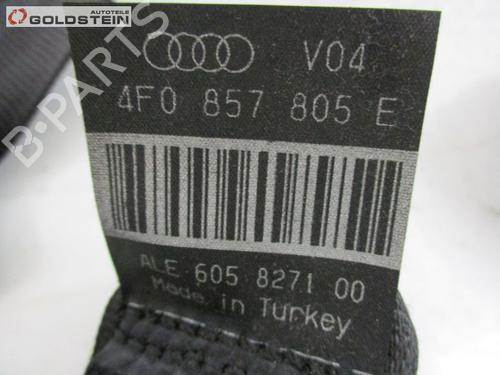 Autoteile
GOLDSTEIN
B-PARTS
V04
4F0 857 805 E
ALE 605 8271 00
Made in Turkey